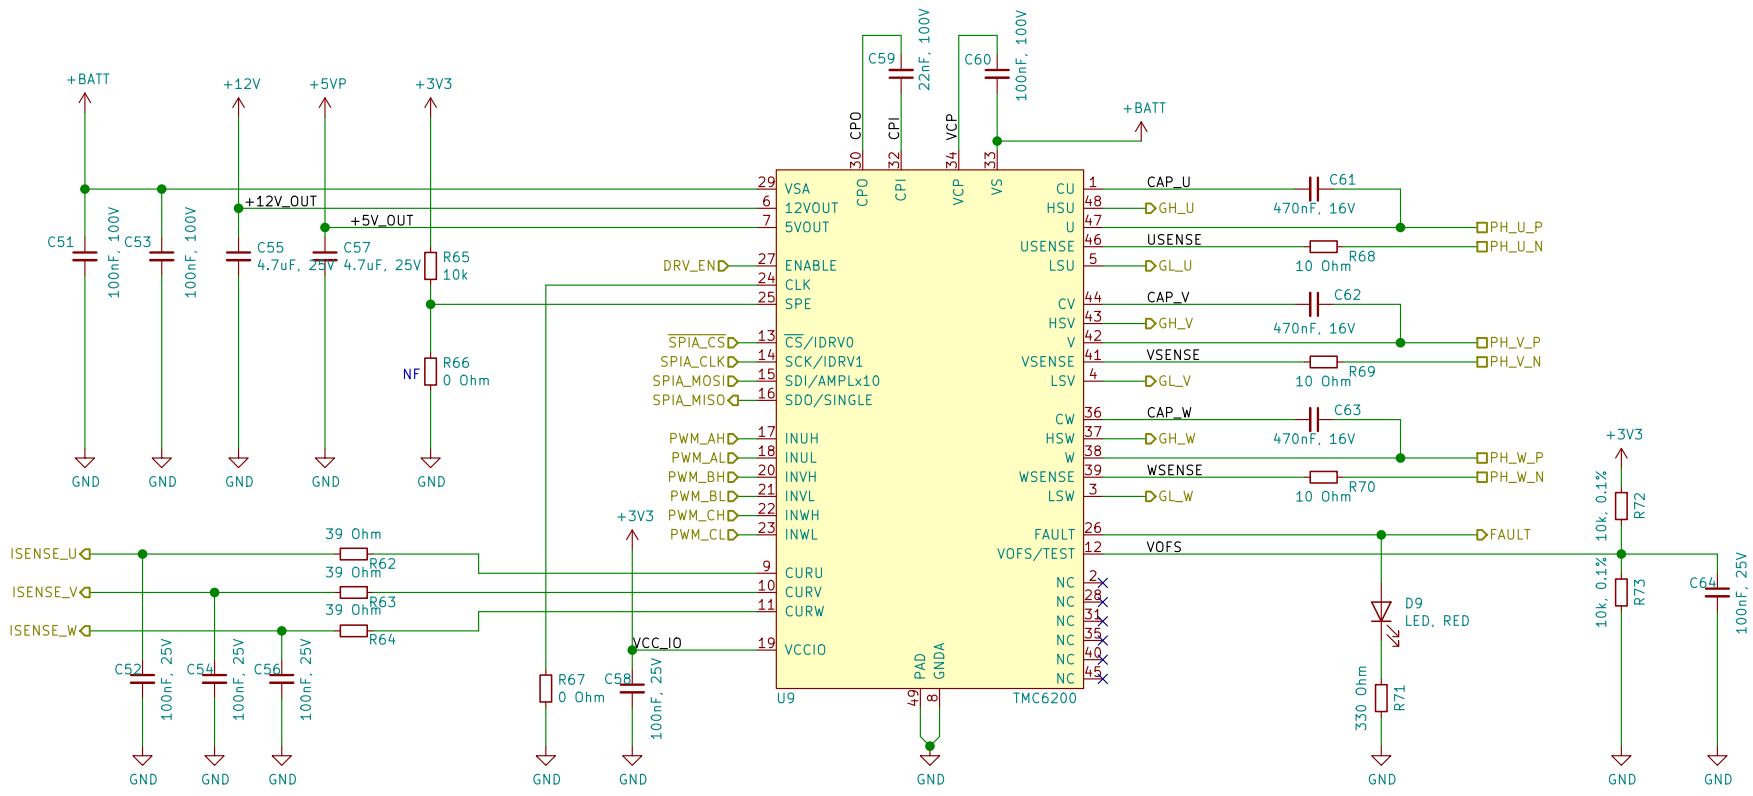 +BATT
+12V
+5VP
+3V3
C59
22nF, 100V
C60
100nF, 100V
+BATT
CPO
CPI
VCP
30
32
34
33
CPO
CPI
VCP
VS
29
VSA
6
12VOUT
7
5VOUT
27
ENABLE
24
CLK
25
SPE
13
CS/IDRV0
14
SCK/IDRV1
15
SDI/AMPLx10
16
SDO/SINGLE
17
INUH
18
INUL
20
INVH
21
INVL
22
INWH
23
INWL
9
CURU
10
CURV
11
CURW
19
VCCIO
+12V_OUT
+5V_OUT
C51
100nF, 100V
C53
100nF, 100V
C55
4.7uF, 25V
C57
4.7uF, 25V
R65
10k
NF
R66
0 Ohm
GND
GND
GND
GND
GND
DRV_EN
SPIA_CS
SPIA_CLK
SPIA_MOSI
SPIA_MISO
PWM_AH
PWM_AL
PWM_BH
PWM_BL
PWM_CH
PWM_CL
+3V3
39 Ohm
ISENSE_U
R62
39 Ohm
ISENSE_V
R63
39 Ohm
ISENSE_W
R64
VCC_IO
C52
100nF, 25V
C54
100nF, 25V
C56
100nF, 25V
R67
0 Ohm
C58
100nF, 25V
GND
GND
GND
GND
GND
PAD
GNDA
49
8
U9
TMC6200
GND
CU
1
CAP_U
C61
470nF, 16V
HSU
48
GH_U
U
47
PH_U_P
USENSE
46
USENSE
R68
10 Ohm
PH_U_N
LSU
5
GL_U
CV
44
CAP_V
C62
470nF, 16V
HSV
43
GH_V
V
42
PH_V_P
VSENSE
41
VSENSE
R69
10 Ohm
PH_V_N
LSV
4
GL_V
CW
36
CAP_W
C63
470nF, 16V
HSW
37
GH_W
W
38
PH_W_P
WSENSE
39
WSENSE
R70
10 Ohm
PH_W_N
LSW
3
GL_W
FAULT
26
FAULT
VOFS/TEST
12
VOFS
NC
2
NC
28
NC
31
NC
35
NC
40
NC
45
+3V3
10k, 0.1%
R72
10k, 0.1%
R73
C64
100nF, 25V
D9
LED, RED
330 Ohm
R71
GND
GND
GND